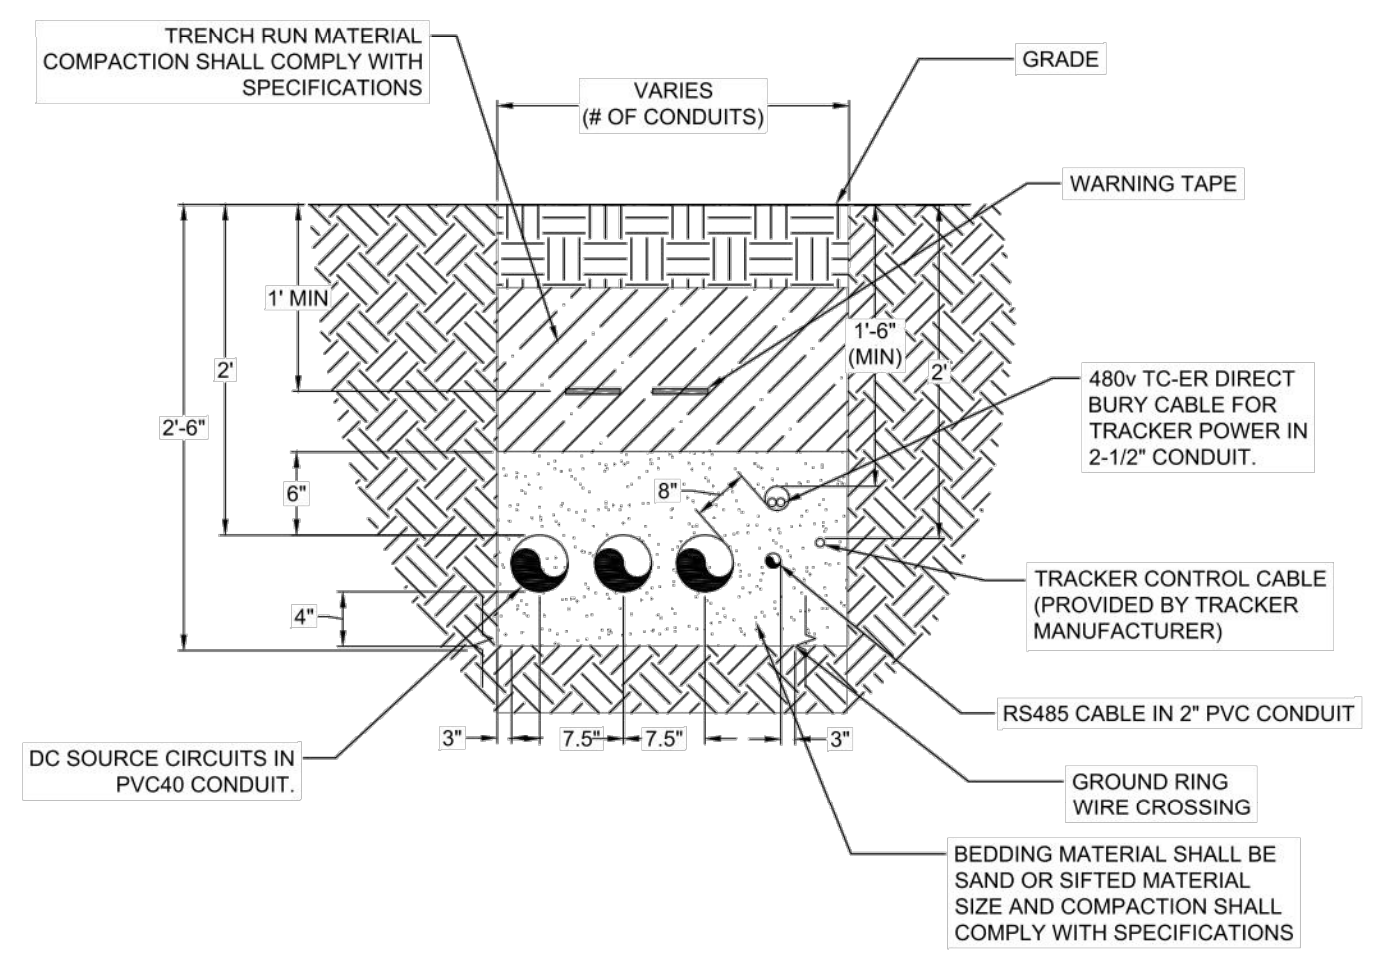 TRENCH RUN MATERIAL
COMPACTION SHALL COMPLY WITH
SPECIFICATIONS
GRADE
VARIES
(# OF CONDUITS)
WARNING TAPE
1' MIN
1'-6"
(MIN)
2'
2'
480v TC-ER DIRECT
BURY CABLE FOR
TRACKER POWER IN
2-1/2" CONDUIT.
2'-6"
6"
8"
4"
TRACKER CONTROL CABLE
(PROVIDED BY TRACKER
MANUFACTURER)
RS485 CABLE IN 2" PVC CONDUIT
3"
7.5"
7.5"
3"
DC SOURCE CIRCUITS IN
PVC40 CONDUIT.
GROUND RING
WIRE CROSSING
BEDDING MATERIAL SHALL BE
SAND OR SIFTED MATERIAL
SIZE AND COMPACTION SHALL
COMPLY WITH SPECIFICATIONS